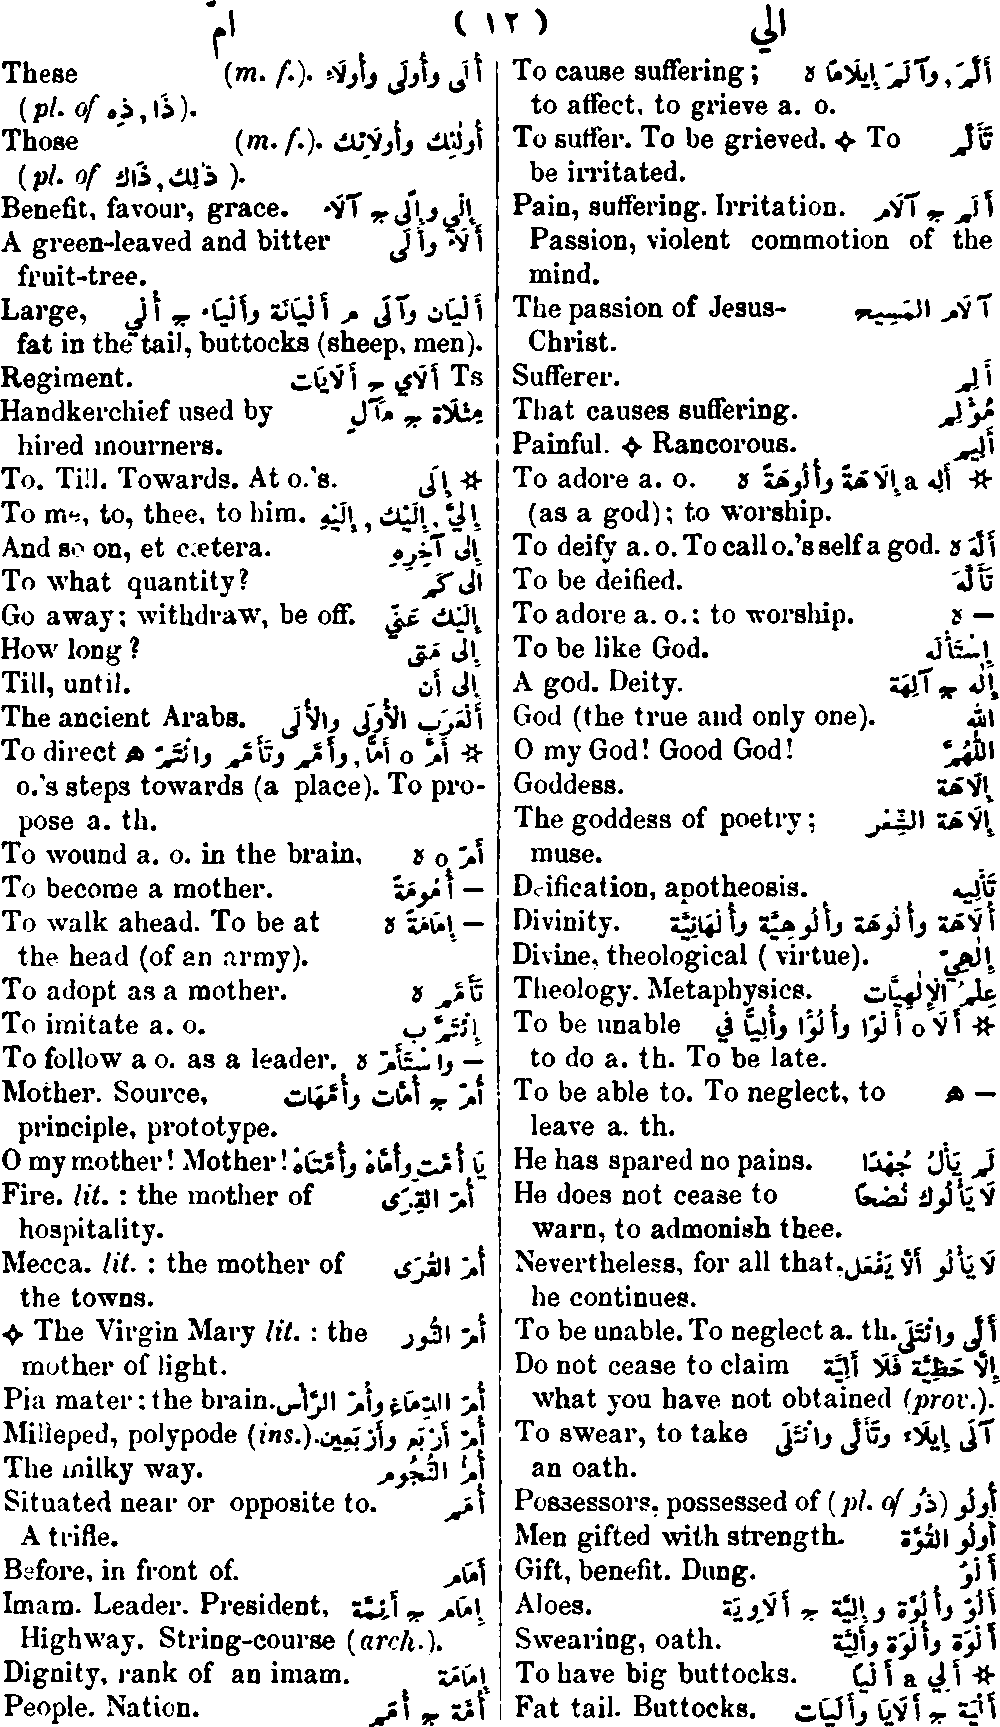 الي
( ١٢ )
امّ
To cause suffering ; أَلَّمَ, وآلَمَ إِيلَامًا ه
to affect, to grieve a. o.
To suffer. To be grieved. ✧ To تَأَلَّم
be irritated.
Pain, suffering. Irritation. أَلَم ج آلَام
Passion, violent commotion of the
mind.
The passion of Jesus- آلَام المَسِيح
Christ.
Sufferer. أَلِم
That causes suffering. مُؤْلِم
Painful. ✧ Rancorous. أَلِيم
To adore a. o. ✲ أَلِه a إِلَاهَةً وأُلُوهَةً ه
(as a god) ; to worship.
To deify a. o. To call o.'s self a god. أَلَّهَ ه
To be deified. تَأَلَّهَ
To adore a. o. : to worship. — ه
To be like God. إِسْتَأْلَه
A god. Deity. إِلٰه ج آلِهَة
God (the true and only one). الله
O my God! Good God! اللّٰهُمَّ
Goddess. إِلَاهَة
The goddess of poetry ; إِلَاهَة الشِّعْر
muse.
Deification, apotheosis. تَأْلِيه
Divinity. أَلَاهَة وأُلُوهَة وأُلُوهِيَّة وأُلْهَانِيَّة
Divine, theological ( virtue). إِلٰهِيّ
Theology. Metaphysics. عِلْمُ الإِلٰهِيَّات
To be unable ✲ أَلَا o أَلْوًا وأُلُوًّا وأُلِيًّا فِي
to do a. th. To be late.
To be able to. To neglect, to — ه
leave a. th.
He has spared no pains. لَم يَأْلُ جُهْدًا
He does not cease to لَا يَأْلُوك نُصْحًا
warn, to admonish thee.
Nevertheless, for all that, لَا يَأْلُو أَلَّا يَفْعَل
he continues.
To be unable. To neglect a. th. أَلَّى وائْتَلَى
Do not cease to claim إِلَّا حَظِيَّة فَلَا أَلِيَّة
what you have not obtained (prov.).
To swear, to take آلَى إِيلَاء وتَأَلَّى وائْتَلَى
an oath.
Possessors, possessed of (pl. of ذُو) أُولُو
Men gifted with strength. أُولُو القُوَّة
Gift, benefit. Dung. أَلْوٌ
Aloes. أَلُوّ وأُلُوَّة وإِلِيَّة ج أَلَاوِيَة
Swearing, oath. أَلْوَة وأُلْوَة وأَلِيَّة
To have big buttocks. ✲ أَلِي a أَلْيًا
Fat tail. Buttocks. أَلْيَة ج أَلَايَا وأَلَيَات
These (m. f.). أُلَى وأُولَى وأُولَاء
(pl. of ذَا, ذِه).
Those (m. f.). أُولٰئِك وأُولَائِك
(pl. of ذٰلِك, ذَاك ).
Benefit, favour, grace. إِلْي وإِلًى ج آلَاء
A green-leaved and bitter أَلَاء وأَلَى
fruit-tree.
Large, أَلْيَان وآلَى م أَلْيَانَة وأَلْيَاء ج أُلْي
fat in the tail, buttocks (sheep, men).
Regiment. Ts أَلَاي ج أَلَايَات
Handkerchief used by مِئْلَاة ج مَآلٍ
hired mourners.
To. Till. Towards. At o.'s. ✲ إِلَى
To me, to, thee, to him. إِلَيَّ, إِلَيْك, إِلَيْهِ
And so on, et cætera. إِلى آخِرِهِ
To what quantity? الى كَم
Go away; withdraw, be off. إِلَيْك عَنِّي
How long ? إِلى مَتَى
Till, until. إِلى أَن
The ancient Arabs. أَلْعَرَب الأُولَى والأُلَى
To direct ✲ أَمَّ o أَمًّا, وأَمَّم وتَأَمَّم وائْتَمَّ ه
o.'s steps towards (a place). To pro-
pose a. th.
To wound a. o. in the brain, أَمّ o ه
To become a mother. — أُمُومَةً
To walk ahead. To be at — إِمَامَةً ه
the head (of an army).
To adopt as a mother. تَأَمَّم ه
To imitate a. o. إِئْتَمَّ ب
To follow a o. as a leader. — واسْتَأَمّ ه
Mother. Source, أُمّ ج أُمَّات وأُمَّهَات
principle, prototype.
O my mother! Mother! يَا أُمَّتِ وأُمَّاهْ وأُمَّتَاهْ
Fire. lit. : the mother of أُمّ القِرَى
hospitality.
Mecca. lit. : the mother of أُمّ القُرَى
the towns.
✧ The Virgin Mary lit. : the أُمّ النُّور
mother of light.
Pia mater : the brain. أُمّ الدِّمَاغ وأُمّ الرَّأْس
Milleped, polypode (ins.). أُمّ أَرْبَع وأَرْبَعِين
The milky way. أُمُّ النُّجُوم
Situated near or opposite to. أَمَم
A trifle.
Before, in front of. أَمَام
Imam. Leader. President, إِمَام ج أَئِمَّة
Highway. String-course (arch.).
Dignity, rank of an imam. إِمَامَة
People. Nation. أُمَّة ج أُمَم